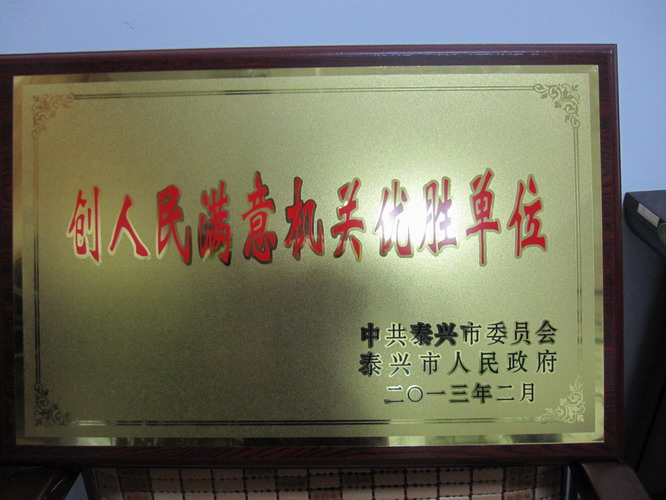 创人民满意机关优胜单位
中共泰兴市委员会
泰兴市人民政府
二〇一三年二月